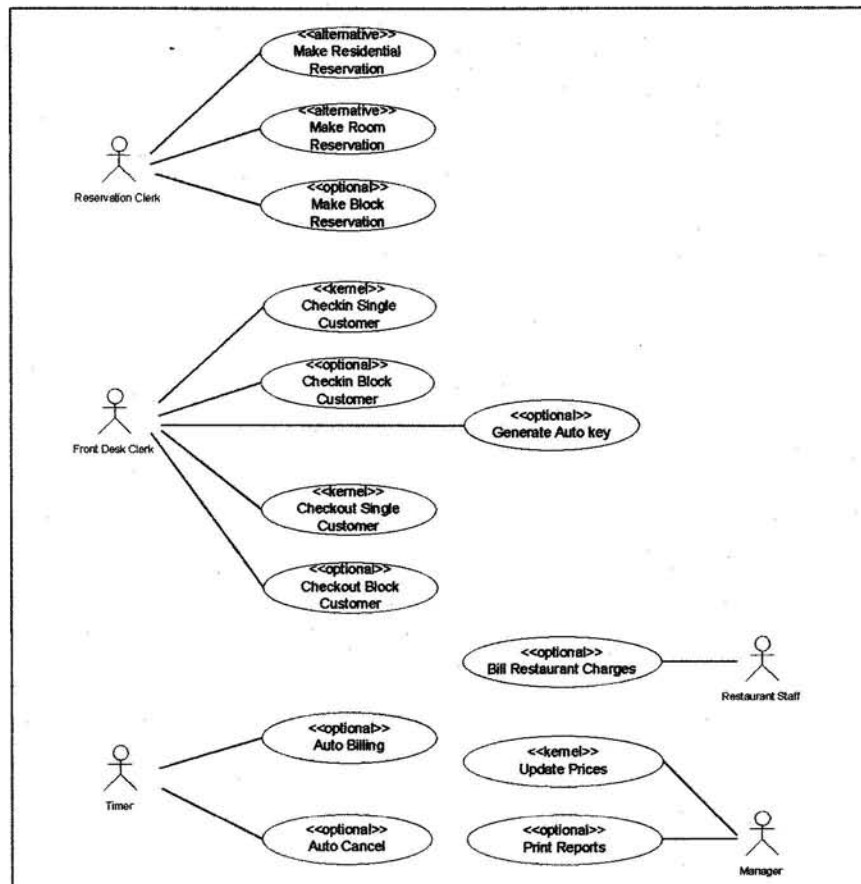 <<alternative>>
Make Residential
Reservation
<<alternative>>
Make Room
Reservation
Reservation Clerk
<<optional>>
Make Block
Reservation
<<kernel>>
Checkin Single
Customer
<<optional>>
Checkin Block
Customer
<<optional>>
Generate Auto key
Front Desk Clerk
<<kernel>>
Checkout Single
Customer
<<optional>>
Checkout Block
Customer
<<optional>>
Bill Restaurant Charges
Restaurant Staff
<<optional>>
Auto Billing
<<kernel>>
Update Prices
Timer
<<optional>>
Auto Cancel
<<optional>>
Print Reports
Manager